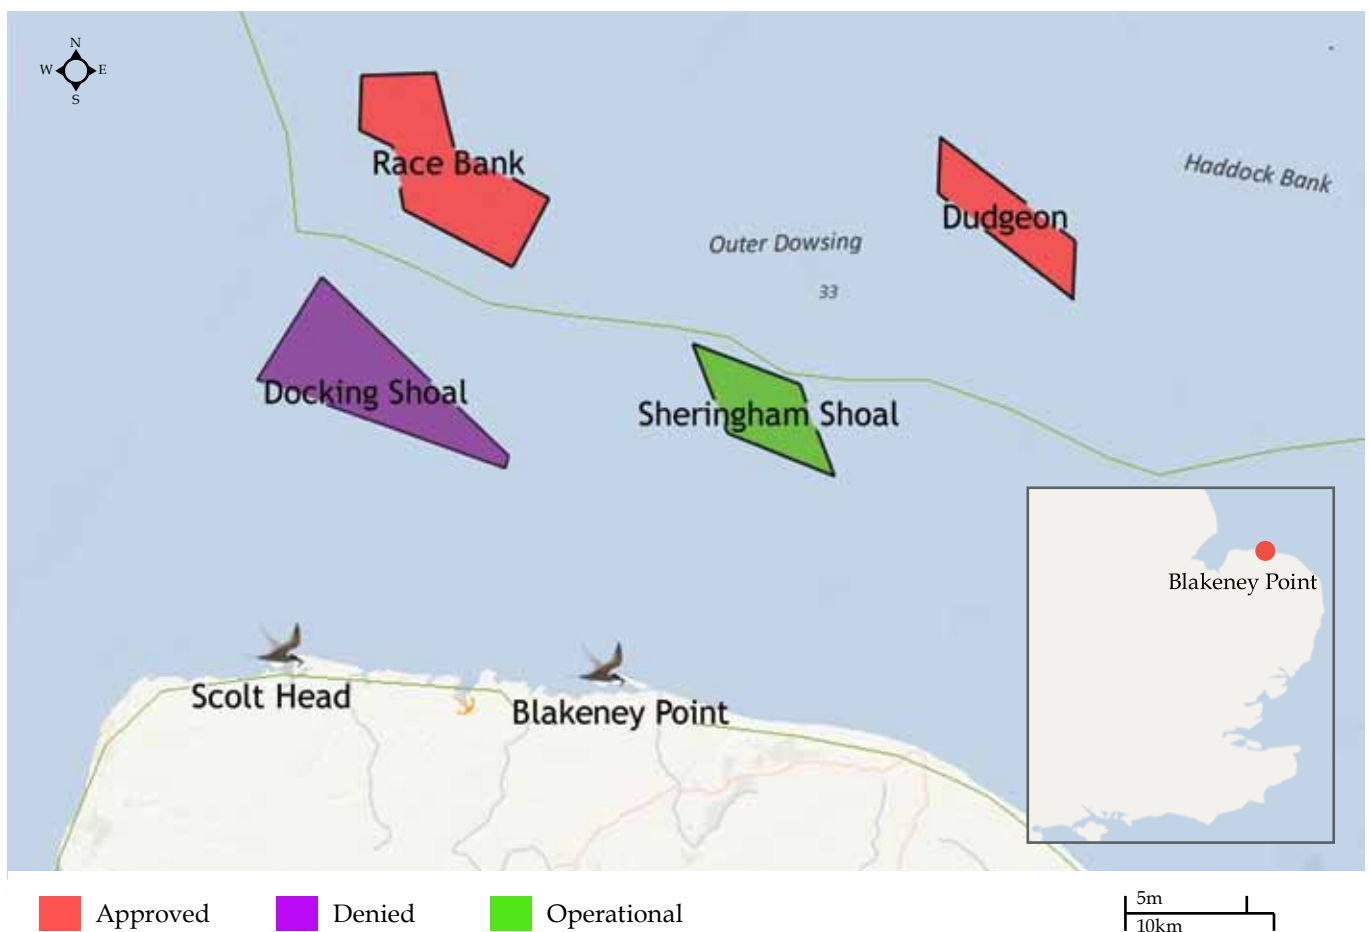 N
W E
S
Race Bank
Haddock Bank
Dudgeon
Outer Dowsing
33
Docking Shoal
Sheringham Shoal
Blakeney Point
Scolt Head
Blakeney Point
Approved
Denied
Operational
5m
10km